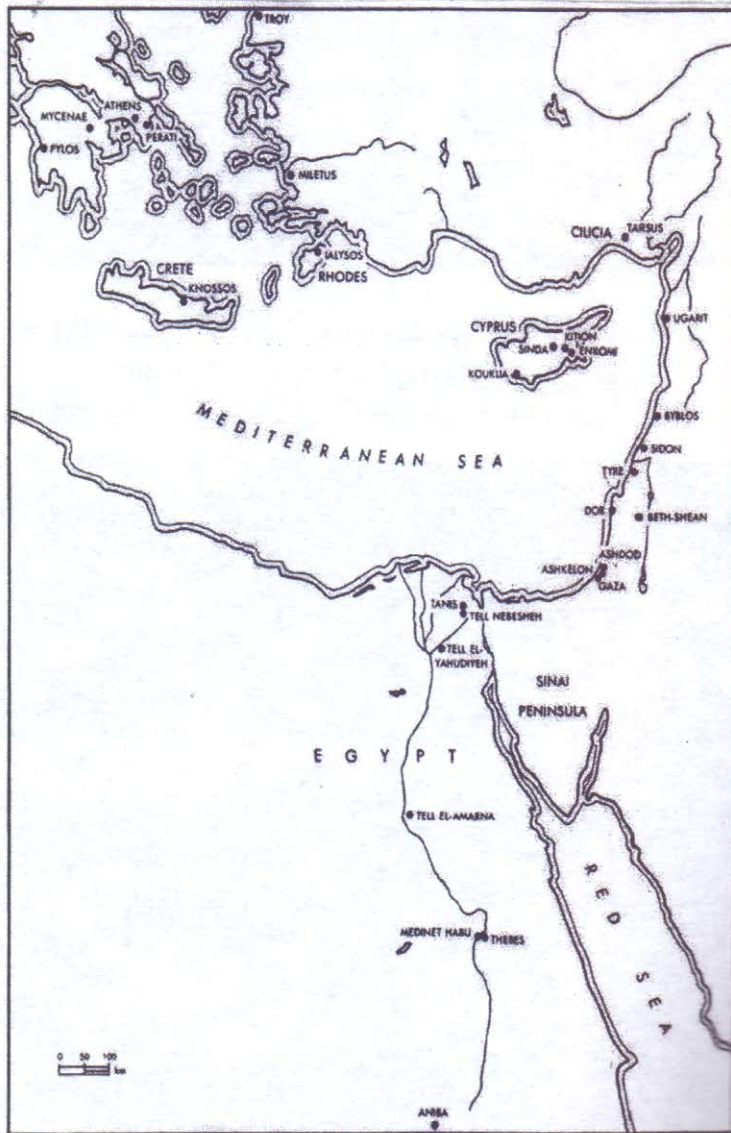 TROY
ATHENS
MYCENAE
PERATI
PYLOS
MILETUS
CILICIA
TARSUS
IALYSOS
RHODES
CRETE
KNOSSOS
CYPRUS
UGARIT
KITION
SINDA
ENKOMI
KOUKLIA
MEDITERRANEAN SEA
BYBLOS
SIDON
TYRE
DOR
BETH-SHEAN
ASHDOD
ASHKELON
GAZA
TANIS
TELL NEBESHEH
TELL EL-
YAHUDIYEH
SINAI
PENINSULA
EGYPT
TELL EL-AMARNA
RED SEA
MEDINET HABU
THEBES
0 50 100
km
ANIBA